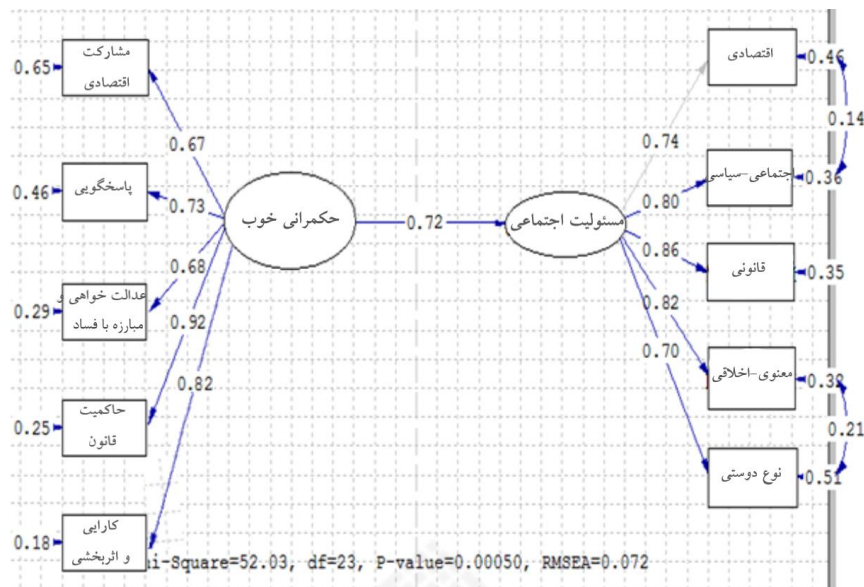 مشارکت
اقتصادی
0.65
پاسخگویی
0.46
عدالت خواهی و
مبارزه با فساد
0.29
حاکمیت
قانون
0.25
کارایی
و اثربخشی
0.18
0.67
0.73
0.68
0.92
0.82
حکمرانی خوب
0.72
مسئولیت اجتماعی
0.74
0.80
0.86
0.82
0.70
اقتصادی
0.46
اجتماعی-سیاسی
0.36
قانونی
0.35
معنوی-اخلاقی
نوع دوستی
0.51
0.14
0.21
i-Square=52.03, df=23, P-value=0.00050, RMSEA=0.072